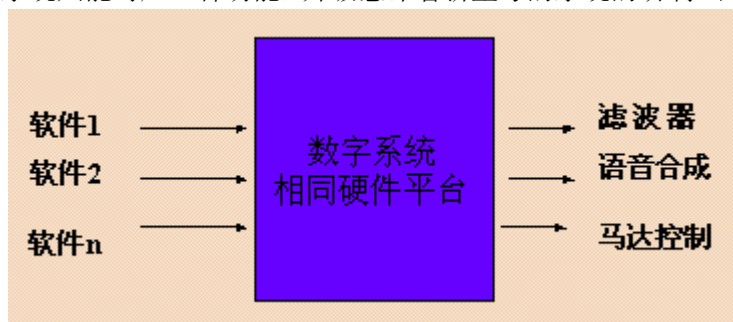 软件1
软件2
软件n
数字系统
相同硬件平台
滤波器
语音合成
马达控制